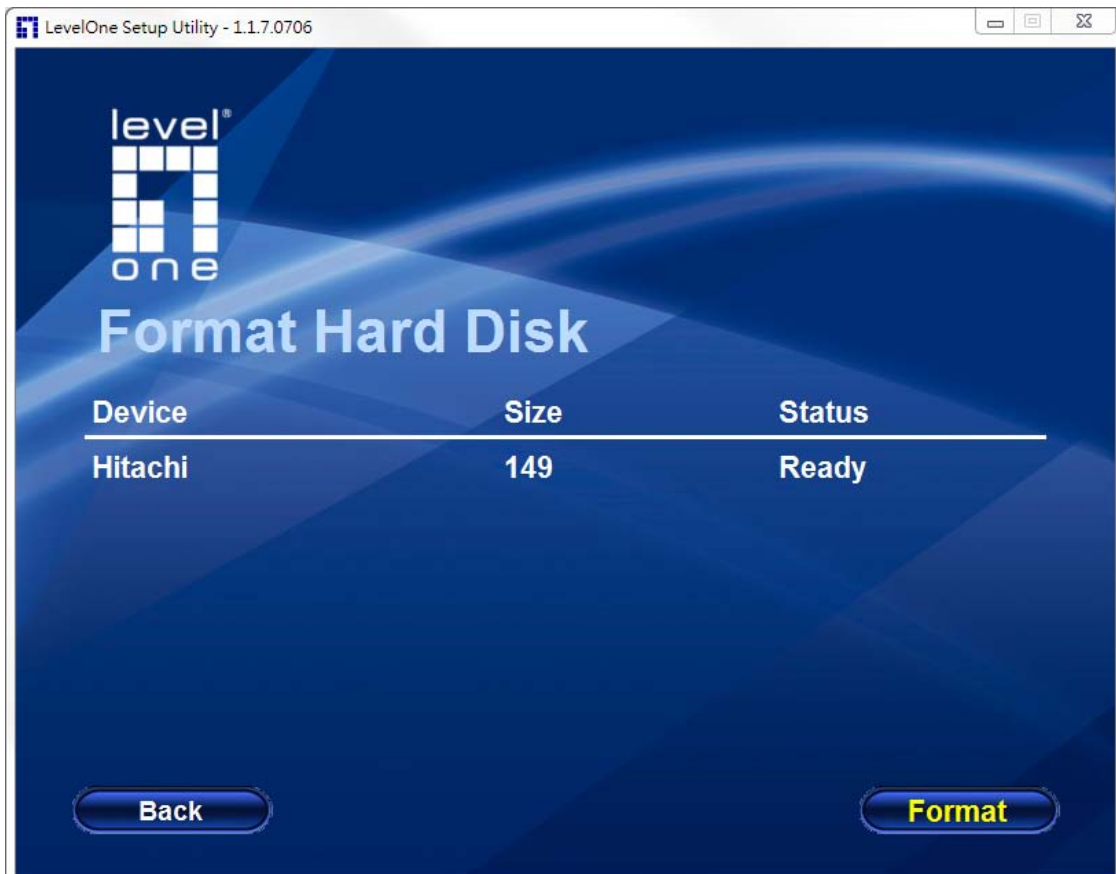 LevelOne Setup Utility - 1.1.7.0706
level®
one
Format Hard Disk
Device Size Status
Hitachi 149 Ready
Back Format